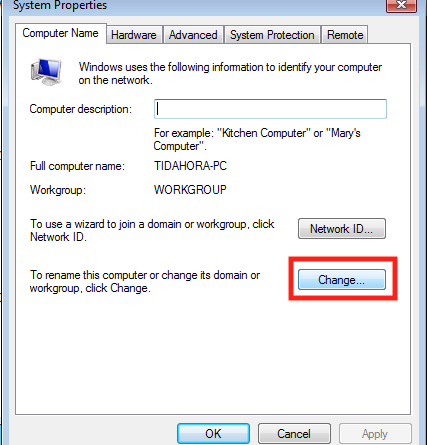 System Properties
Computer Name
Hardware
Advanced
System Protection
Remote
Windows uses the following information to identify your computer
on the network.
Computer description:
For example: "Kitchen Computer" or "Mary's
Computer".
Full computer name: TIDAHORA-PC
Workgroup: WORKGROUP
To use a wizard to join a domain or workgroup, click
Network ID.
Network ID...
To rename this computer or change its domain or
workgroup, click Change.
Change...
OK
Cancel
Apply